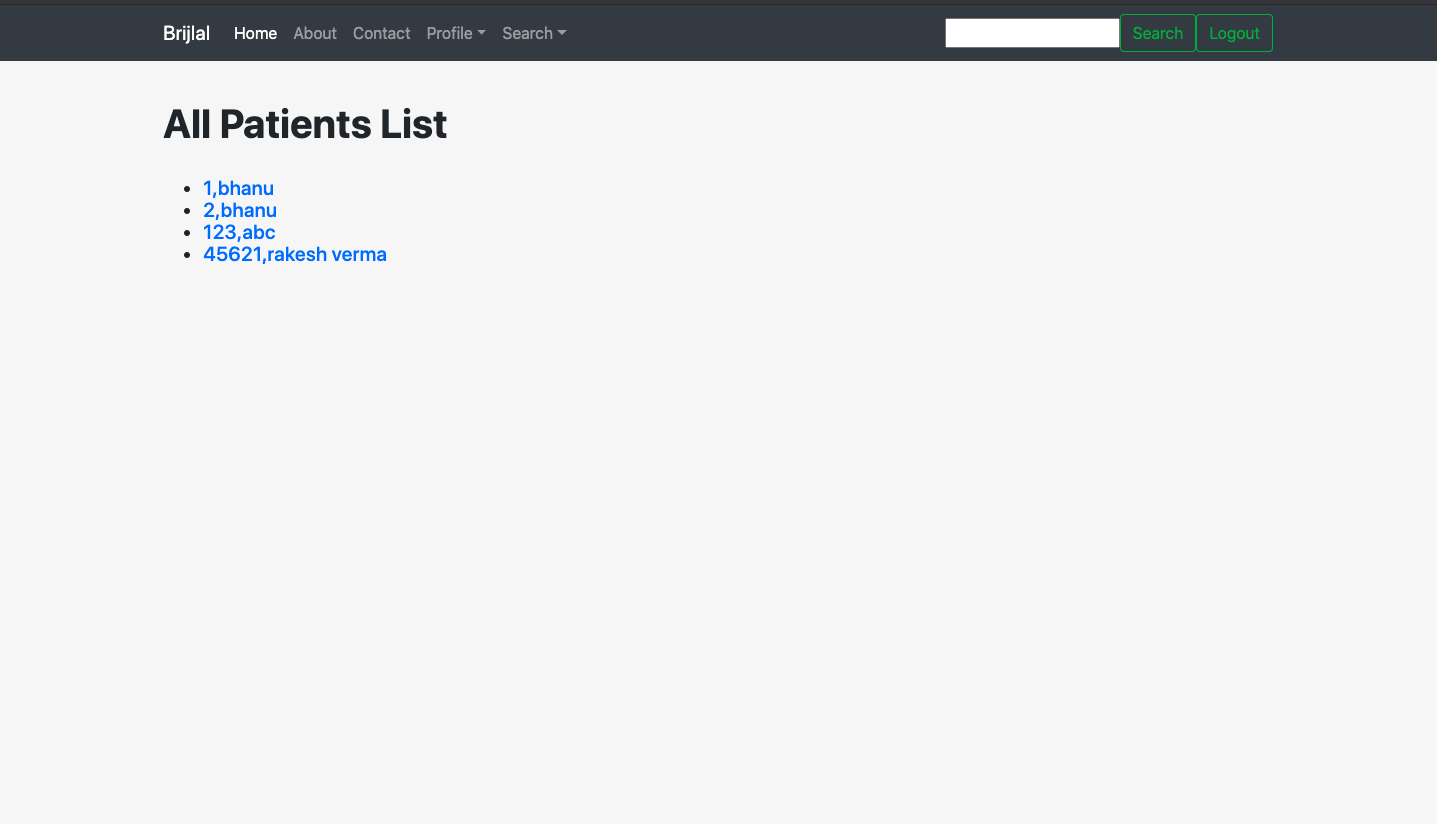 Brijlal Home About Contact Profile Search Search Logout
All Patients List
1,bhanu
2,bhanu
123,abc
45621,rakesh verma